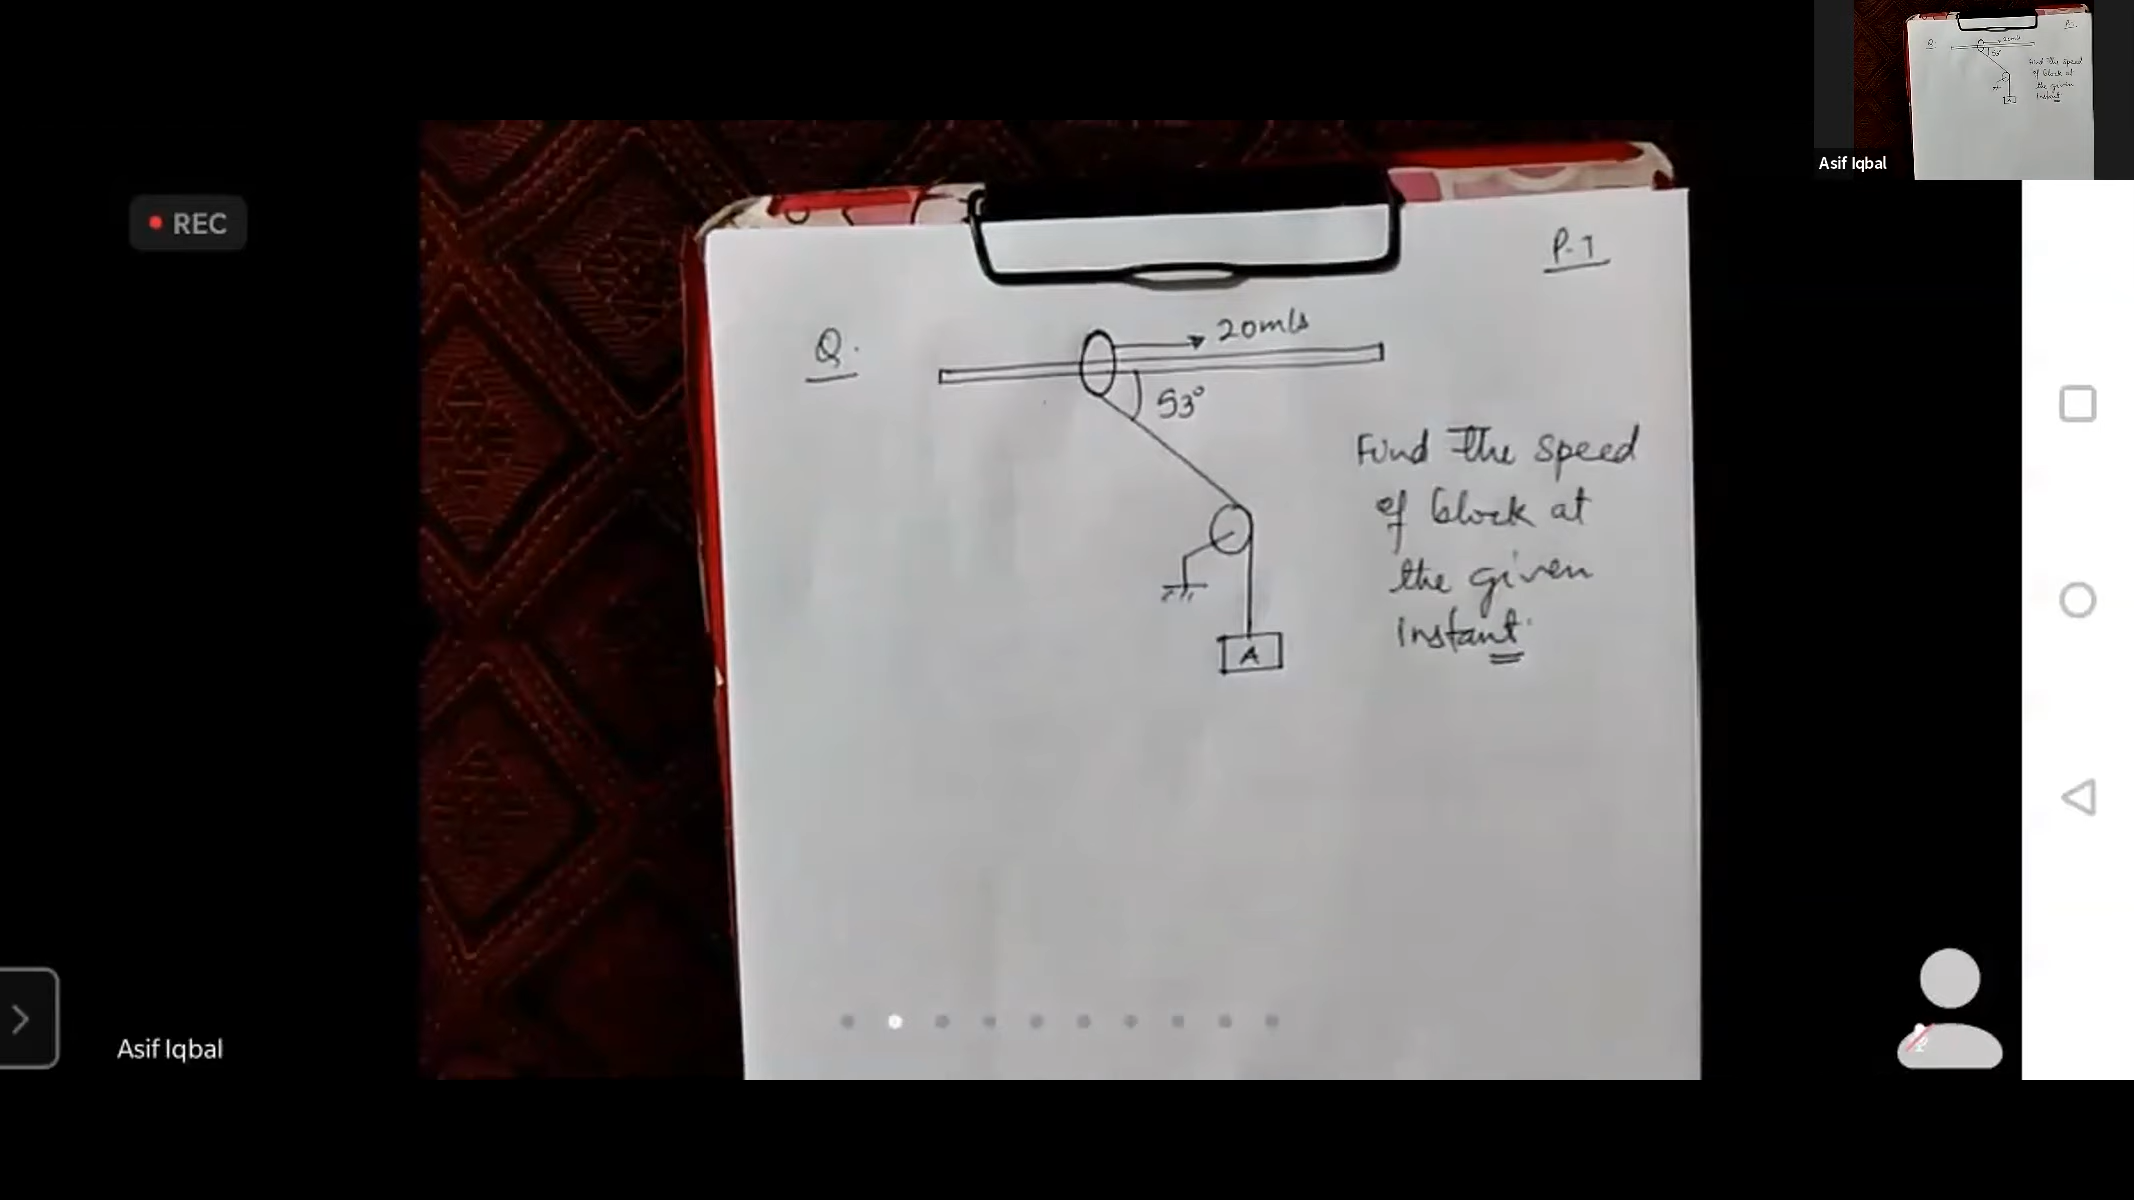 Asif Iqbal
REC
P-1
Q.
20m/s
53°
Find The speed
of block at
the given
instant.
A
Asif Iqbal